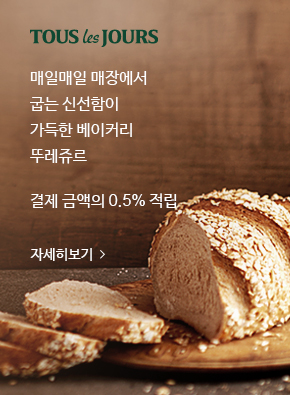 TOUS les JOURS
매일매일 매장에서
굽는 신선함이
가득한 베이커리
뚜레쥬르
결제 금액의 0.5% 적립
자세히보기 >